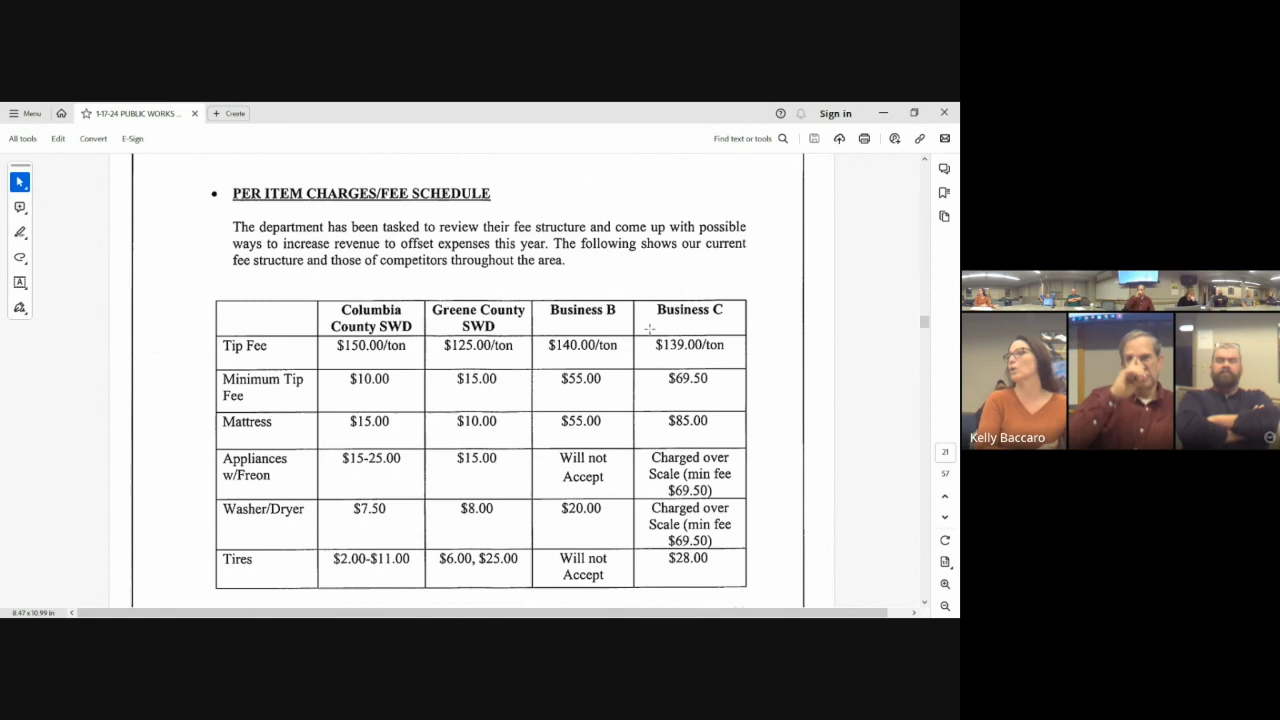 Menu
1-17-24 PUBLIC WORKS ...
Create
Sign in
All tools
Edit
Convert
E-Sign
Find text or tools
PER ITEM CHARGES/FEE SCHEDULE
The department has been tasked to review their fee structure and come up with possible
ways to increase revenue to offset expenses this year. The following shows our current
fee structure and those of competitors throughout the area.
Columbia County SWD Greene County SWD Business B Business C
Tip Fee $150.00/ton $125.00/ton $140.00/ton $139.00/ton
Minimum Tip Fee $10.00 $15.00 $55.00 $69.50
Mattress $15.00 $10.00 $55.00 $85.00
Appliances w/Freon $15-25.00 $15.00 Will not Accept Charged over Scale (min fee $69.50)
Washer/Dryer $7.50 $8.00 $20.00 Charged over Scale (min fee $69.50)
Tires $2.00-$11.00 $6.00, $25.00 Will not Accept $28.00
21
57
8.47 x 10.99 in
Kelly Baccaro